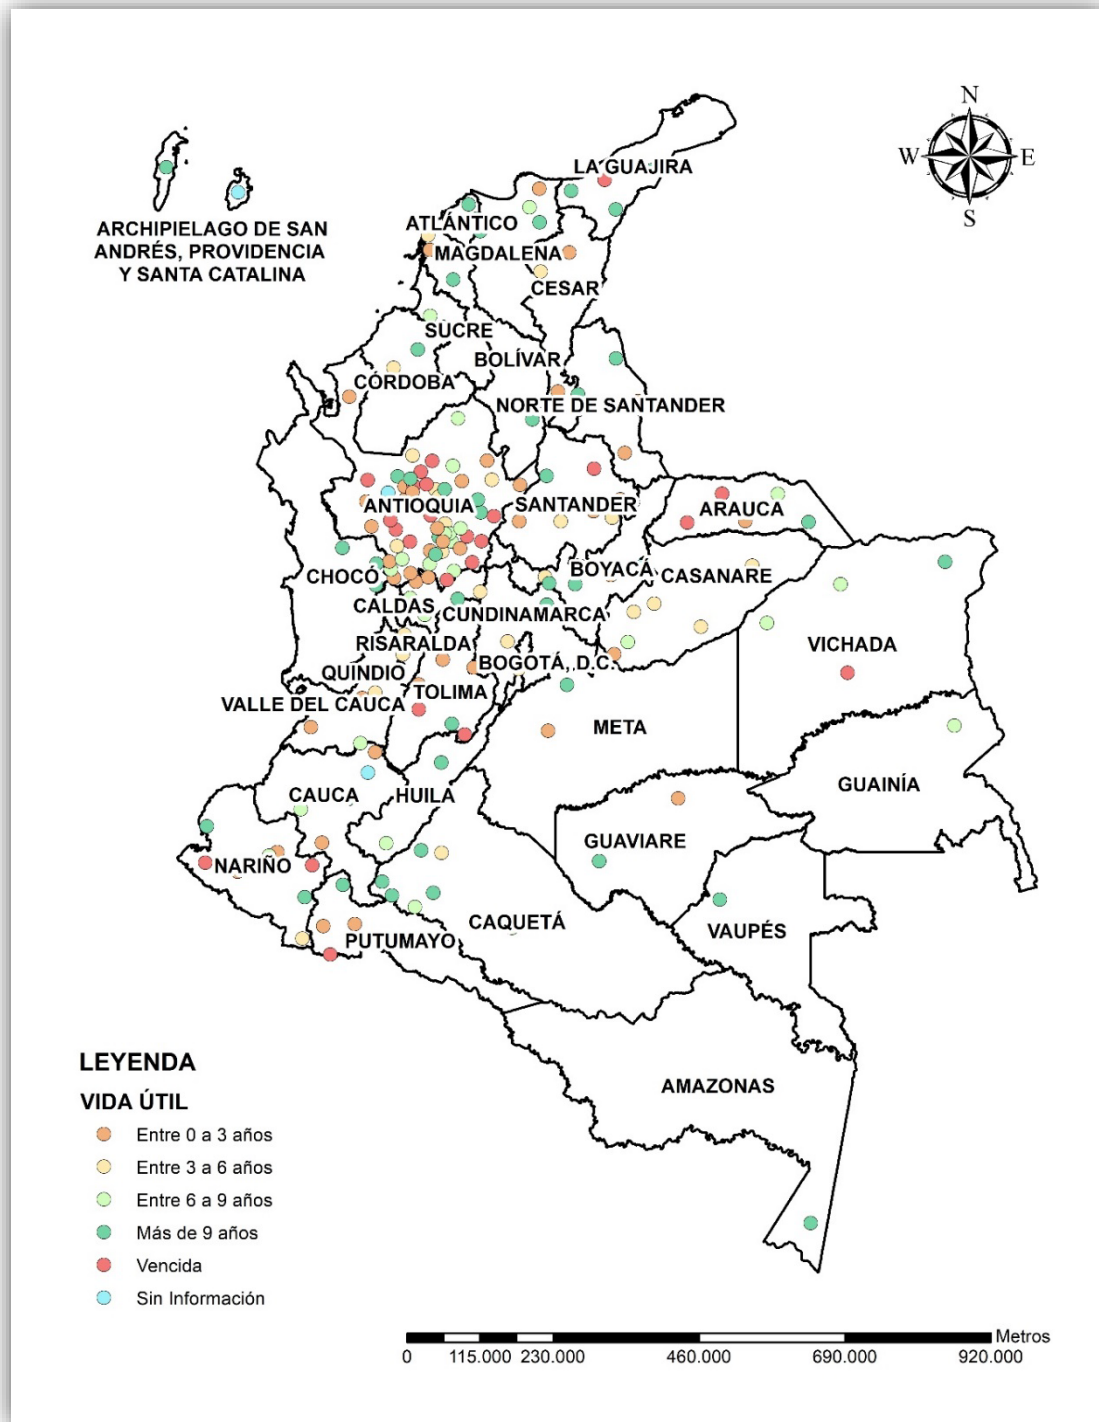 N
W
E
S
LA GUAJIRA
ARCHIPIELAGO DE SAN
ANDRÉS, PROVIDENCIA
Y SANTA CATALINA
ATLÁNTICO
MAGDALENA
CESAR
SUCRE
BOLÍVAR
CÓRDOBA
NORTE DE SANTANDER
ANTIOQUIA
SANTANDER
ARAUCA
CHOCÓ
BOYACÁ
CASANARE
CALDAS
CUNDINAMARCA
RISARALDA
VICHADA
QUINDIO
BOGOTÁ, D.C.
TOLIMA
VALLE DEL CAUCA
META
GUAINÍA
CAUCA
HUILA
GUAVIARE
NARIÑO
CAQUETÁ
VAUPÉS
PUTUMAYO
AMAZONAS
LEYENDA
VIDA ÚTIL
Entre 0 a 3 años
Entre 3 a 6 años
Entre 6 a 9 años
Más de 9 años
Vencida
Sin Información
Metros
0 115.000 230.000 460.000 690.000 920.000